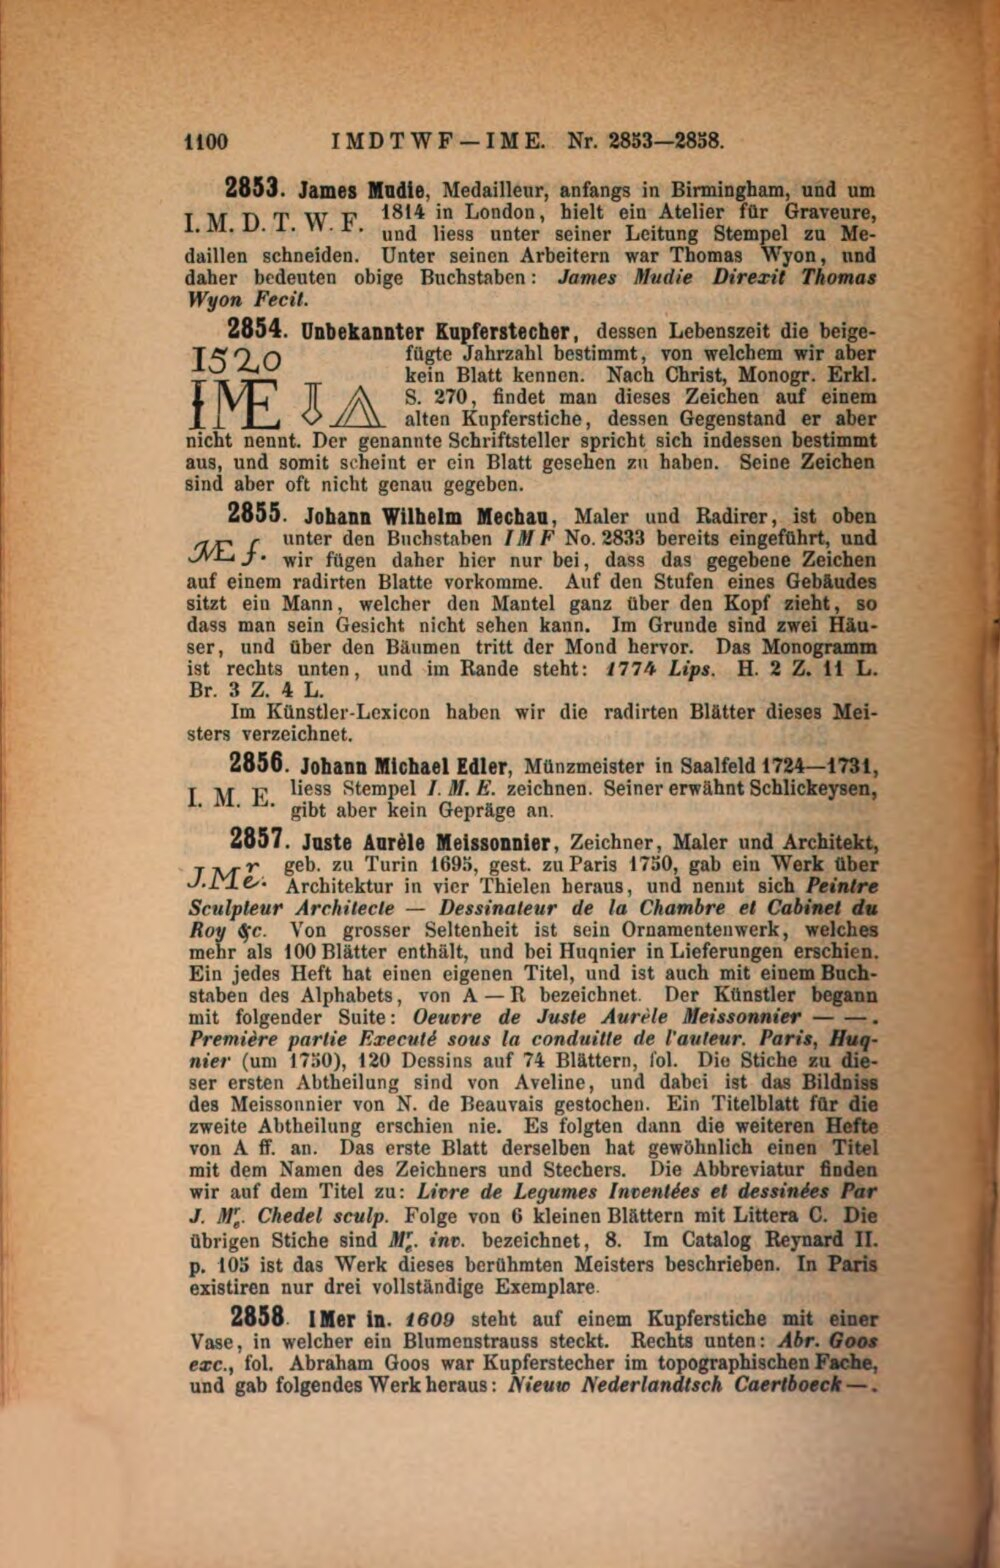 1100 IMDTWF—IME. Nr. 2853—2858.
2853. James Mudie, Medailleur, anfangs in Birmingham, und um
I. M. D. T. W. F. 1814 in London, hielt ein Atelier für Graveure,
und liess unter seiner Leitung Stempel zu Me-
daillen schneiden. Unter seinen Arbeitern war Thomas Wyon, und
daher bedeuten obige Buchstaben: James Mudie Direxit Thomas
Wyon Fecit.
2854. Unbekannter Kupferstecher, dessen Lebenszeit die beige-
1520 fügte Jahrzahl bestimmt, von welchem wir aber
kein Blatt kennen. Nach Christ, Monogr. Erkl.
IME S. 270, findet man dieses Zeichen auf einem
alten Kupferstiche, dessen Gegenstand er aber
nicht nennt. Der genannte Schriftsteller spricht sich indessen bestimmt
aus, und somit scheint er ein Blatt gesehen zu haben. Seine Zeichen
sind aber oft nicht genau gegeben.
2855. Johann Wilhelm Mechau, Maler und Radirer, ist oben
unter den Buchstaben IMF No. 2833 bereits eingeführt, und
ME f. wir fügen daher hier nur bei, dass das gegebene Zeichen
auf einem radirten Blatte vorkomme. Auf den Stufen eines Gebäudes
sitzt ein Mann, welcher den Mantel ganz über den Kopf zieht, so
dass man sein Gesicht nicht sehen kann. Im Grunde sind zwei Häu-
ser, und über den Bäumen tritt der Mond hervor. Das Monogramm
ist rechts unten, und im Rande steht: 1774 Lips. H. 2 Z. 11 L.
Br. 3 Z. 4 L.
Im Künstler-Lexicon haben wir die radirten Blätter dieses Mei-
sters verzeichnet.
2856. Johann Michael Edler, Münzmeister in Saalfeld 1724—1731,
I. M. E. liess Stempel I. M. E. zeichnen. Seiner erwähnt Schlickeysen,
gibt aber kein Gepräge an.
2857. Juste Aurèle Meissonnier, Zeichner, Maler und Architekt,
geb. zu Turin 1695, gest. zu Paris 1750, gab ein Werk über
J. Mr e. Architektur in vier Thielen heraus, und nennt sich Peintre
Sculpteur Architecte — Dessinateur de la Chambre et Cabinet du
Roy &c. Von grosser Seltenheit ist sein Ornamentenwerk, welches
mehr als 100 Blätter enthält, und bei Huqnier in Lieferungen erschien.
Ein jedes Heft hat einen eigenen Titel, und ist auch mit einem Buch-
staben des Alphabets, von A — R bezeichnet. Der Künstler begann
mit folgender Suite: Oeuvre de Juste Aurèle Meissonnier — —.
Première partie Executé sous la conduitte de l'auteur. Paris, Huq-
nier (um 1750), 120 Dessins auf 74 Blättern, fol. Die Stiche zu die-
ser ersten Abtheilung sind von Aveline, und dabei ist das Bildniss
des Meissonnier von N. de Beauvais gestochen. Ein Titelblatt für die
zweite Abtheilung erschien nie. Es folgten dann die weiteren Hefte
von A ff. an. Das erste Blatt derselben hat gewöhnlich einen Titel
mit dem Namen des Zeichners und Stechers. Die Abbreviatur finden
wir auf dem Titel zu: Livre de Legumes Inventées et dessinées Par
J. Mr e. Chedel sculp. Folge von 6 kleinen Blättern mit Littera C. Die
übrigen Stiche sind Mr e. inv. bezeichnet, 8. Im Catalog Reynard II.
p. 105 ist das Werk dieses berühmten Meisters beschrieben. In Paris
existiren nur drei vollständige Exemplare.
2858. IMer in. 1609 steht auf einem Kupferstiche mit einer
Vase, in welcher ein Blumenstrauss steckt. Rechts unten: Abr. Goos
exc., fol. Abraham Goos war Kupferstecher im topographischen Fache,
und gab folgendes Werk heraus: Nieuw Nederlandtsch Caertboeck —.